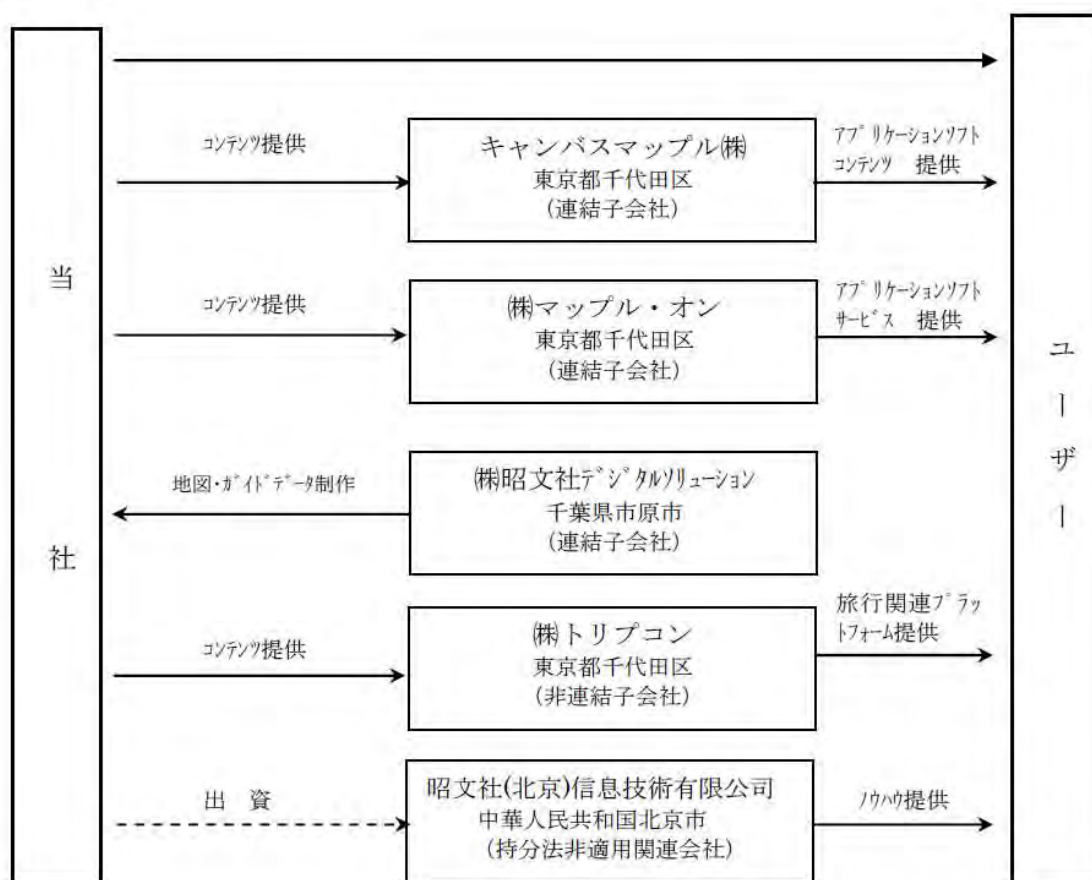 当社
コンテンツ提供
キャンバスマップル㈱
東京都千代田区
(連結子会社)
アプリケーションソフト
コンテンツ 提供
コンテンツ提供
㈱マップル・オン
東京都千代田区
(連結子会社)
アプリケーションソフト
サービス 提供
地図・ガイドデータ制作
㈱昭文社デジタルソリューション
千葉県市原市
(連結子会社)
コンテンツ提供
㈱トリプコン
東京都千代田区
(非連結子会社)
旅行関連プラッ
トフォーム提供
出 資
昭文社(北京)信息技術有限公司
中華人民共和国北京市
(持分法非適用関連会社)
ノウハウ提供
ユーザー